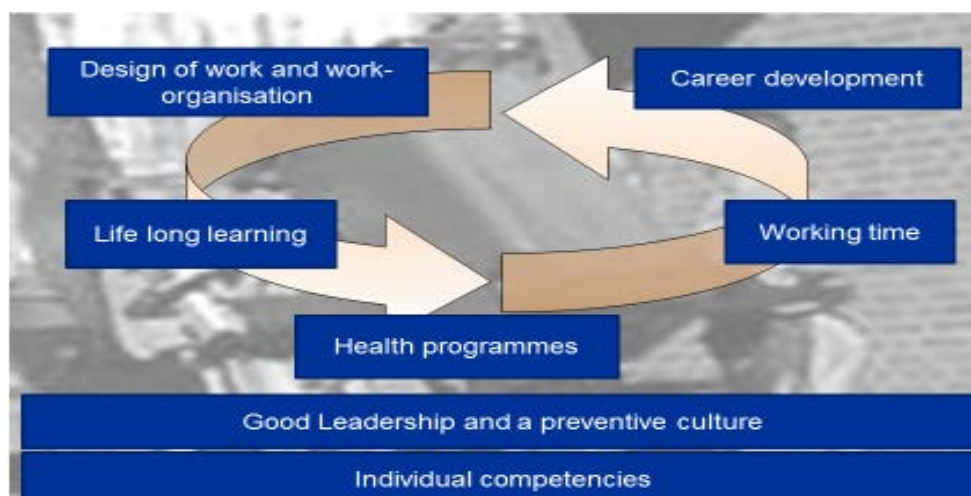 Design of work and work-
organisation
Career development
Life long learning
Working time
Health programmes
Good Leadership and a preventive culture
Individual competencies